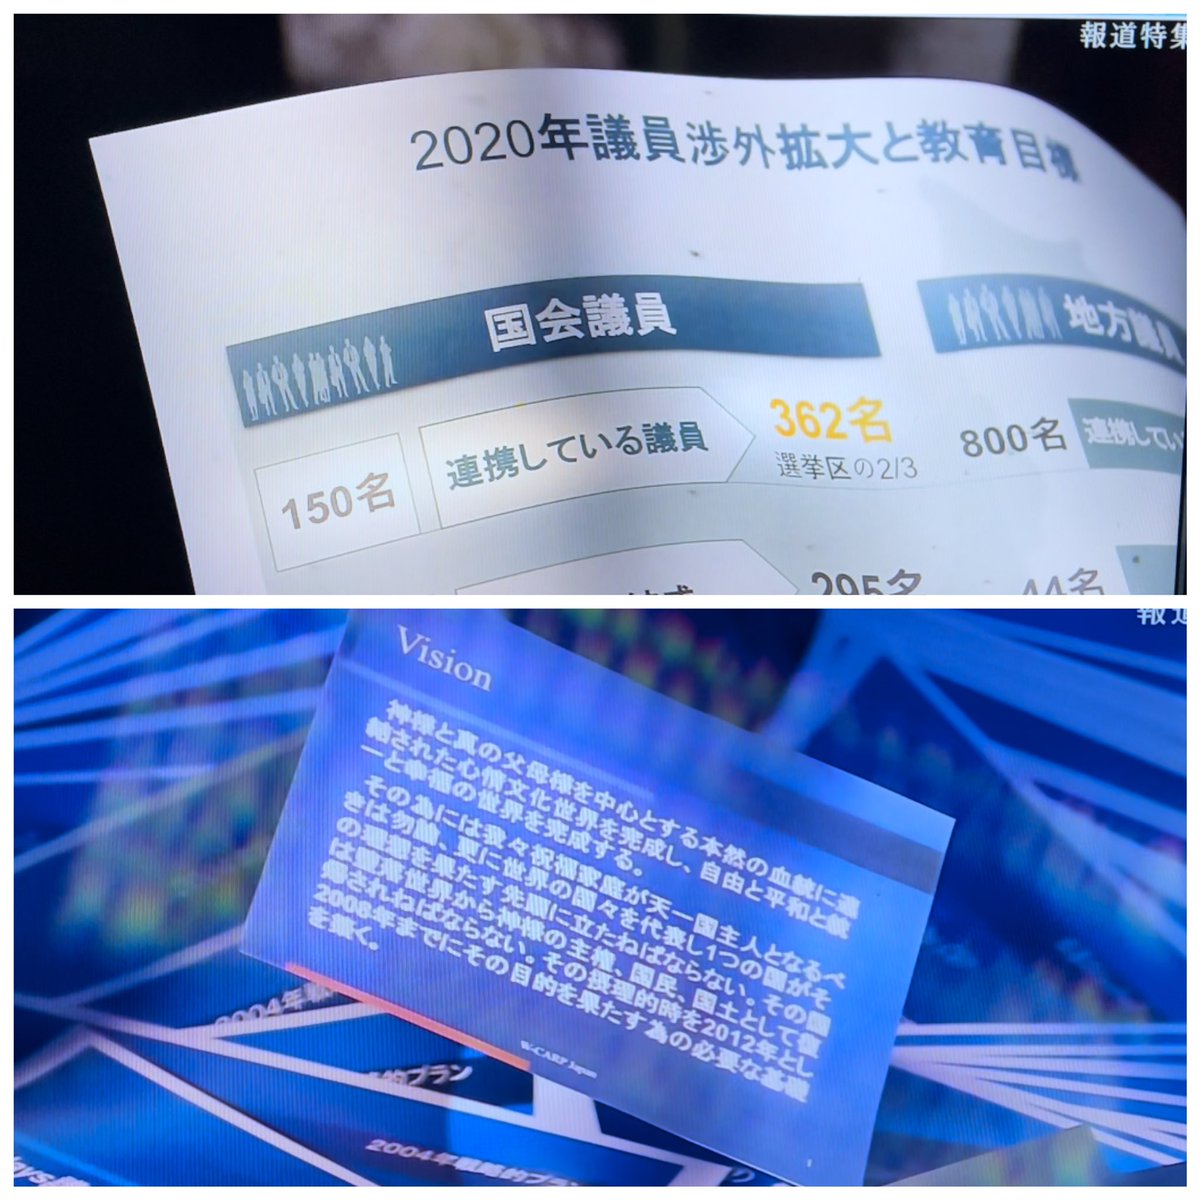 報道特集
2020年議員渉外拡大と教育目標
国会議員
地方議員
150名
連携している議員
362名
選挙区の2/3
800名
連携してい
295名
44名
報道
Vision
神様と真の父母様を中心とする本然の血統に連
結された心情文化世界を完成し、自由と平和と統
一と幸福の世界を完成する。
その為には我々祝福家庭が天一国主人となるべ
きは勿論、更に世界の国々を代表し1つの国がそ
の理想を果たす先頭に立たねばならない。その国
は堕落世界から神様の主権、国民、国土として復
帰されねばならない。その摂理的時を2012年とし
2008年までにその目的を果たす為の必要な基盤
を築く。
W-CARP Japan
1
2004年
的プラン
2004年戦略的プラン